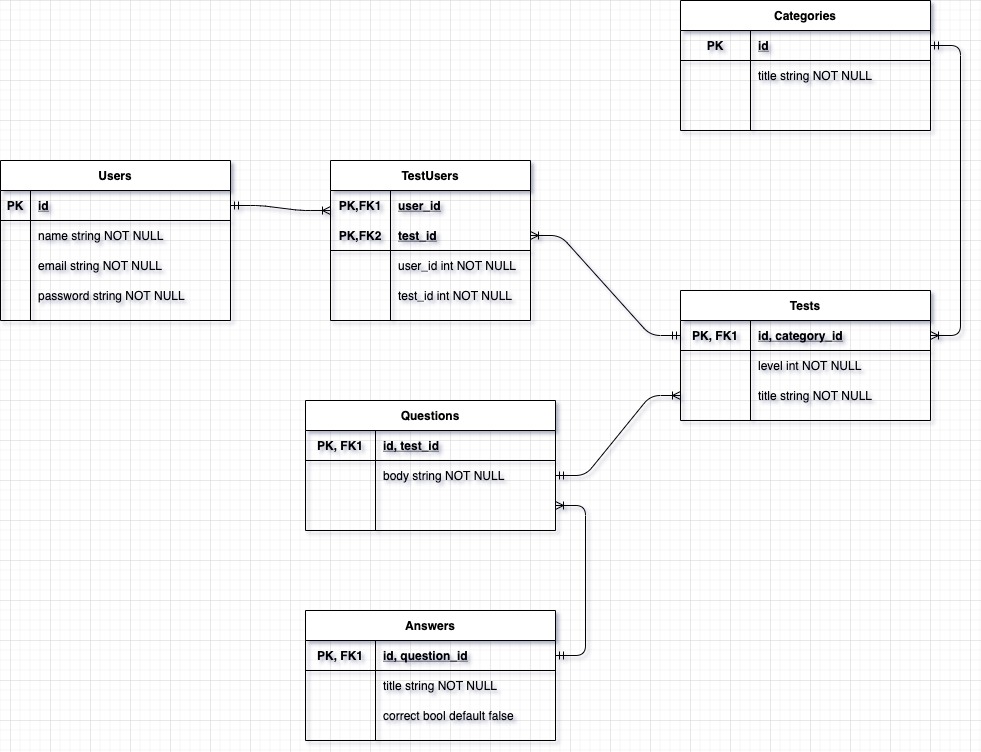 Categories
PK id
title string NOT NULL
Users
PK id
name string NOT NULL
email string NOT NULL
password string NOT NULL
TestUsers
PK,FK1 user_id
PK,FK2 test_id
user_id int NOT NULL
test_id int NOT NULL
Tests
PK, FK1 id, category_id
level int NOT NULL
title string NOT NULL
Questions
PK, FK1 id, test_id
body string NOT NULL
Answers
PK, FK1 id, question_id
title string NOT NULL
correct bool default false